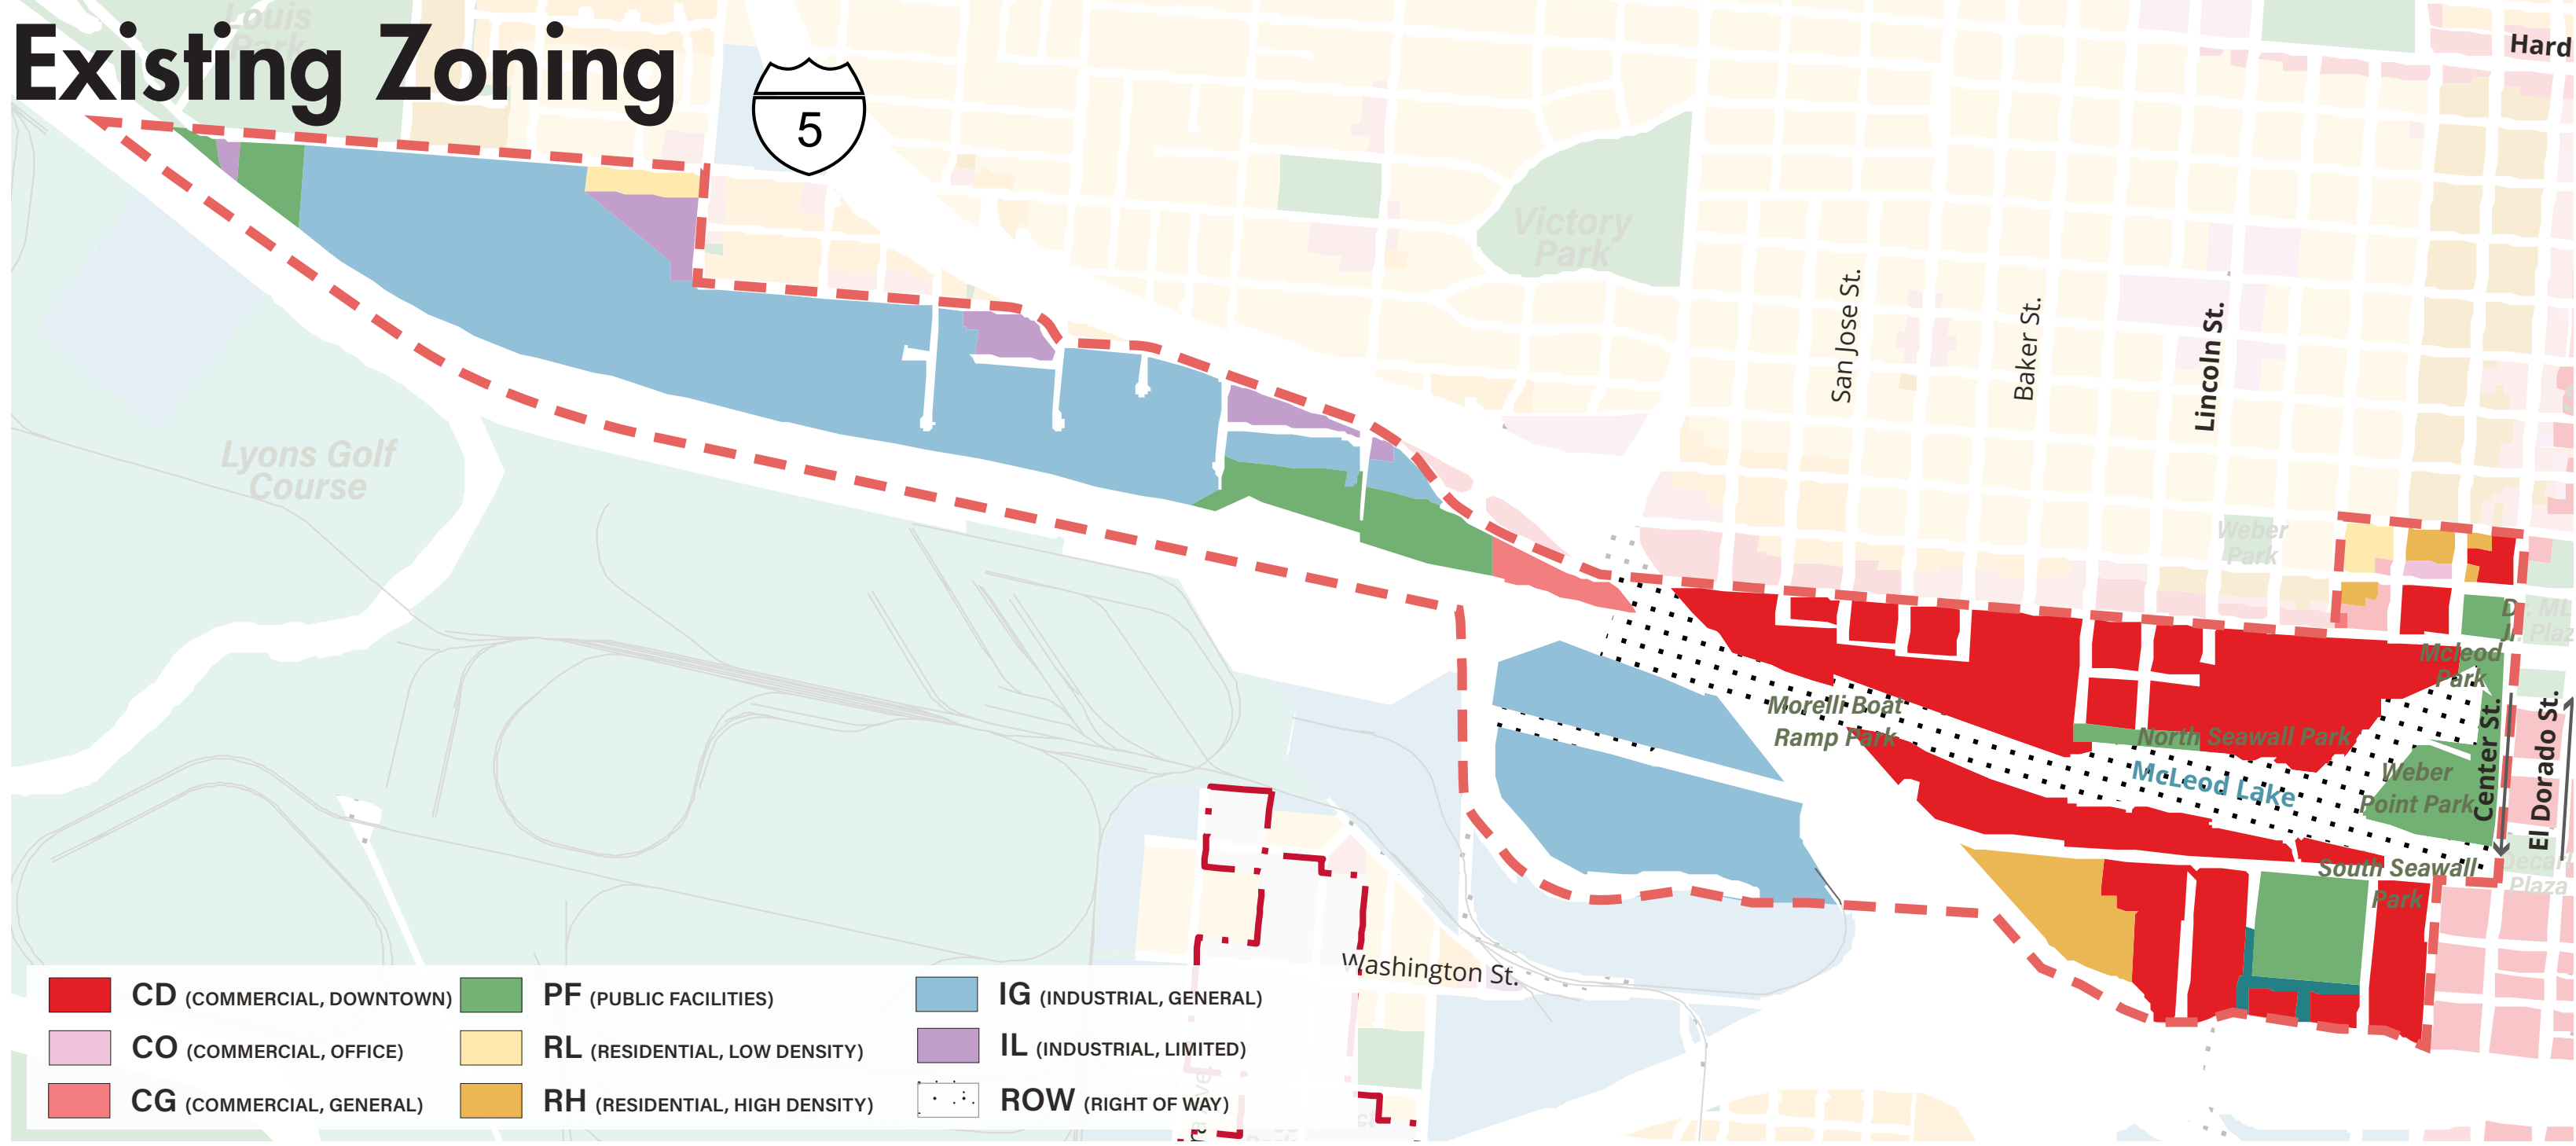 Louis
Park
Existing Zoning
5
Hard
Victory
Park
San Jose St.
Baker St.
Lincoln St.
Lyons Golf
Course
Weber
Park
Mcleod
Park
Morelli Boat
Ramp Park
North Seawall Park
McLeod Lake
Weber
Point Park
Center St.
El Dorado St.
South Seawall
Park
Plaza
Washington St.
CD (COMMERCIAL, DOWNTOWN)
CO (COMMERCIAL, OFFICE)
CG (COMMERCIAL, GENERAL)
PF (PUBLIC FACILITIES)
RL (RESIDENTIAL, LOW DENSITY)
RH (RESIDENTIAL, HIGH DENSITY)
IG (INDUSTRIAL, GENERAL)
IL (INDUSTRIAL, LIMITED)
ROW (RIGHT OF WAY)